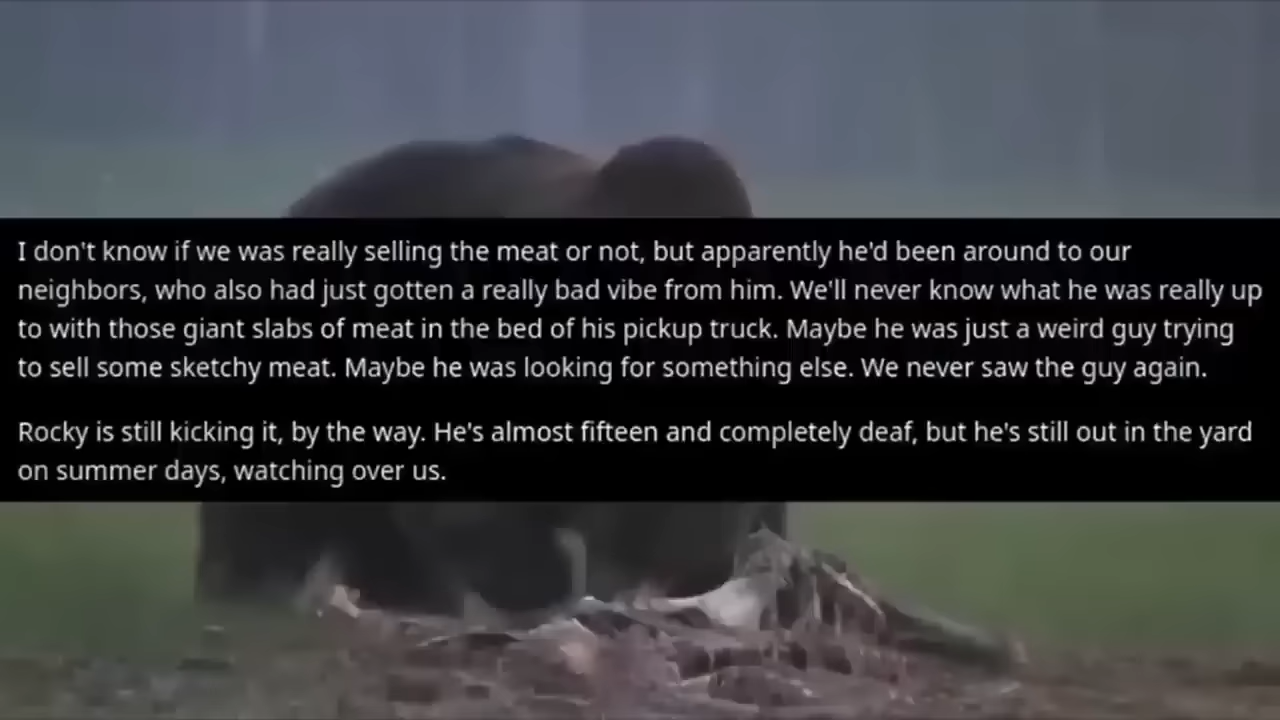 I don't know if we was really selling the meat or not, but apparently he'd been around to our
neighbors, who also had just gotten a really bad vibe from him. We'll never know what he was really up
to with those giant slabs of meat in the bed of his pickup truck. Maybe he was just a weird guy trying
to sell some sketchy meat. Maybe he was looking for something else. We never saw the guy again.
Rocky is still kicking it, by the way. He's almost fifteen and completely deaf, but he's still out in the yard
on summer days, watching over us.